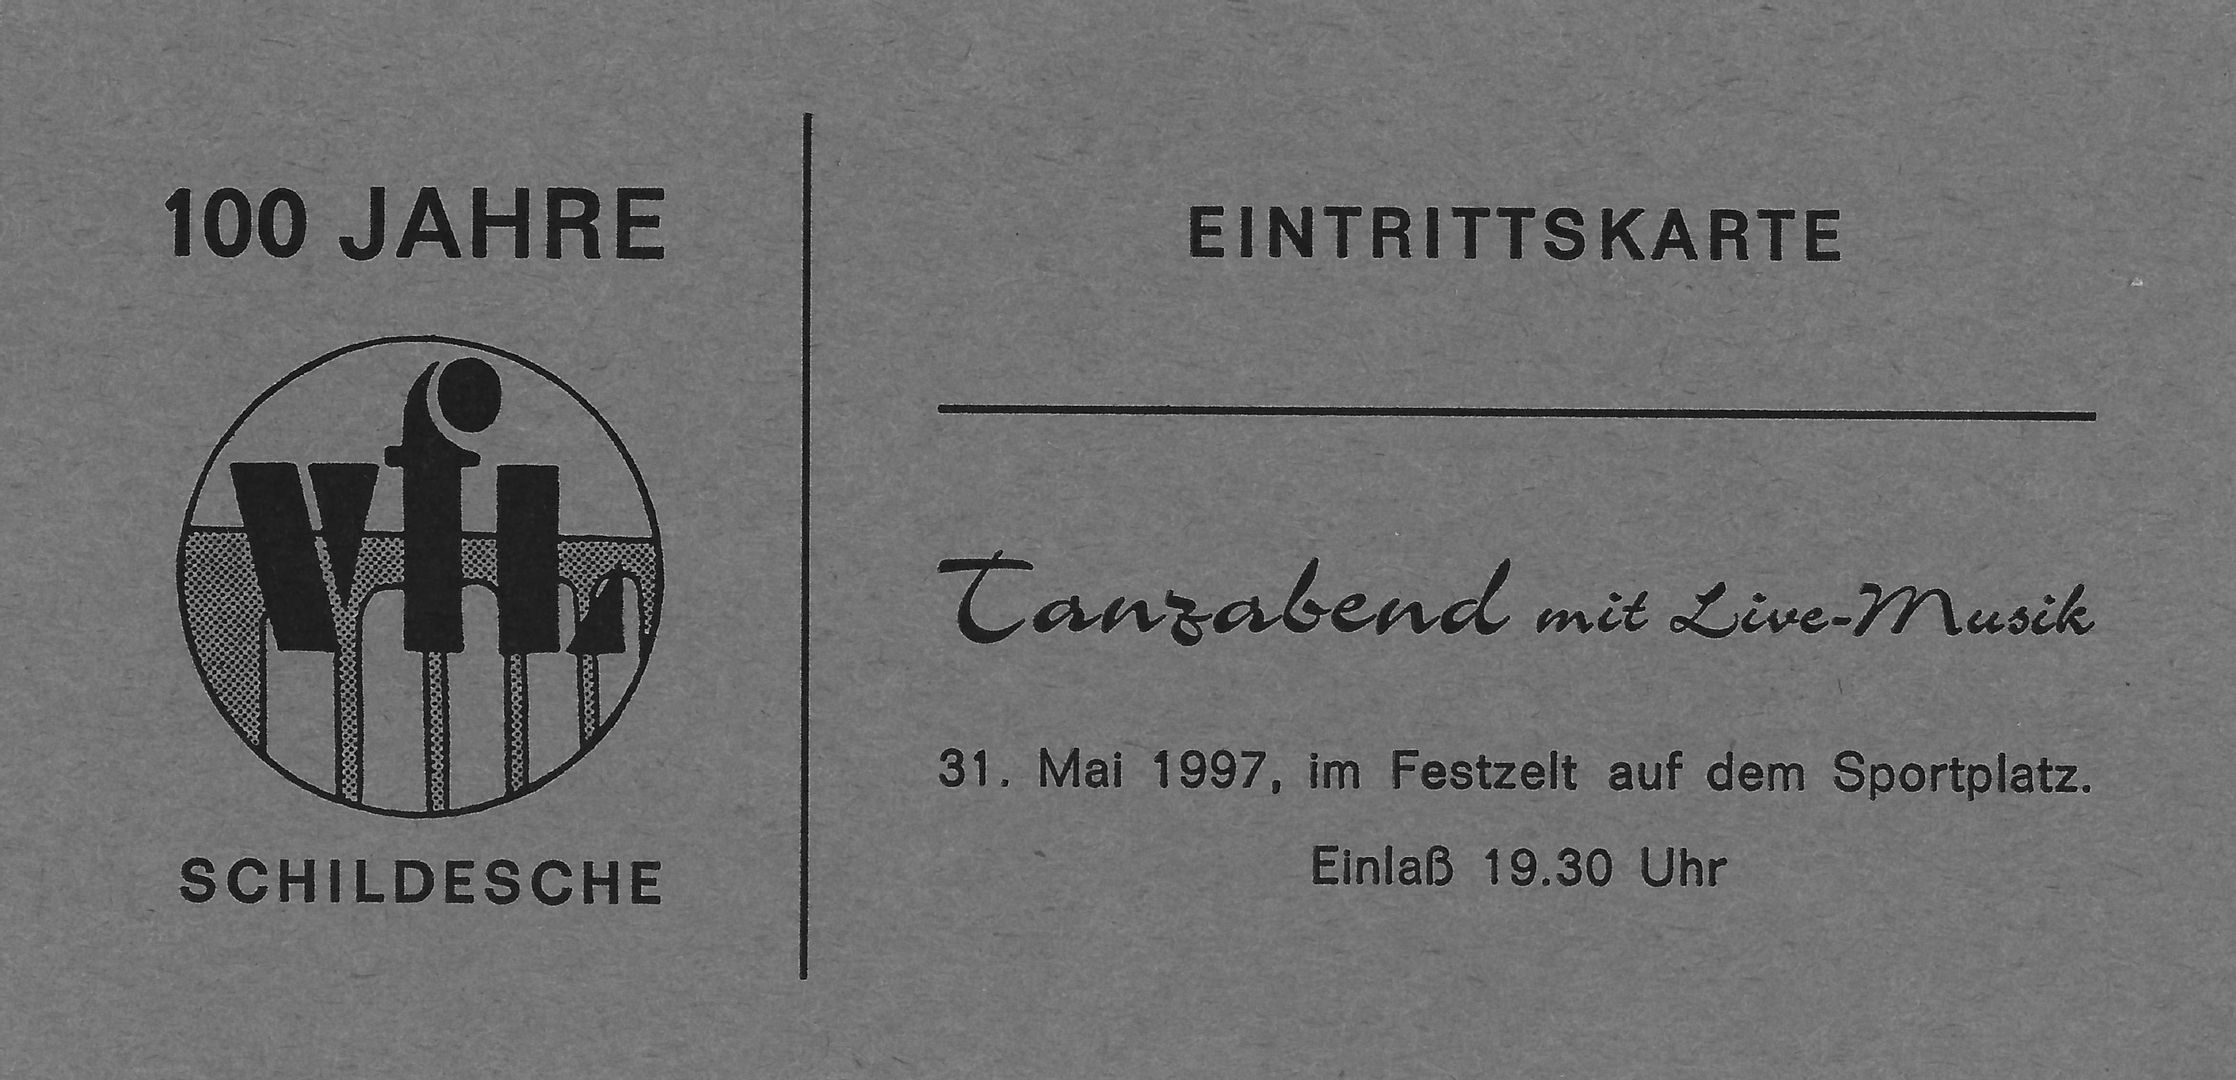 100 JAHRE
VfL
SCHILDESCHE
EINTRITTSKARTE
Tanzabend mit Live-Musik
31. Mai 1997, im Festzelt auf dem Sportplatz.
Einlaß 19.30 Uhr